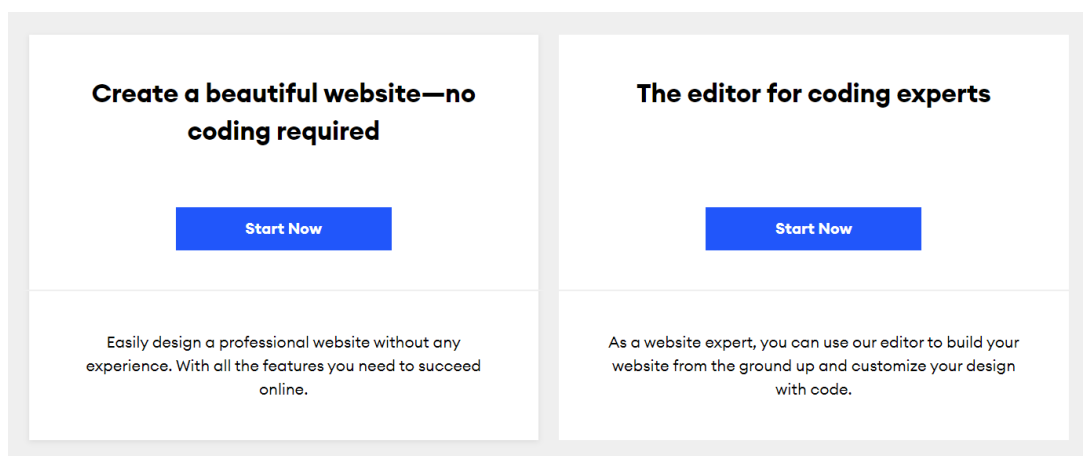 Create a beautiful website—no
coding required
Start Now
Easily design a professional website without any
experience. With all the features you need to succeed
online.
The editor for coding experts
Start Now
As a website expert, you can use our editor to build your
website from the ground up and customize your design
with code.